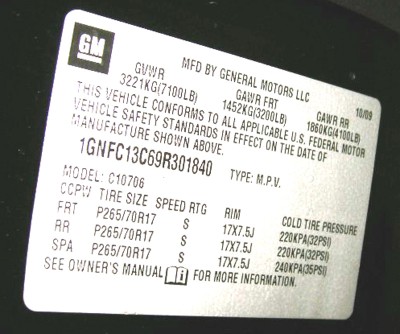 GM
MFD BY GENERAL MOTORS LLC
10/09
GVWR GAWR FRT GAWR RR
3221KG(7100LB) 1452KG(3200LB) 1860KG(4100LB)
THIS VEHICLE CONFORMS TO ALL APPLICABLE U.S. FEDERAL MOTOR
VEHICLE SAFETY STANDARDS IN EFFECT ON THE DATE OF
MANUFACTURE SHOWN ABOVE.
1GNFC13C69R301840 TYPE: M.P.V.
MODEL: C10706
CCPW TIRE SIZE SPEED RTG RIM COLD TIRE PRESSURE
FRT P265/70R17 S 17X7.5J 220KPA(32PSI)
RR P265/70R17 S 17X7.5J 220KPA(32PSI)
SPA P265/70R17 S 17X7.5J 240KPA(35PSI)
SEE OWNER'S MANUAL FOR MORE INFORMATION.